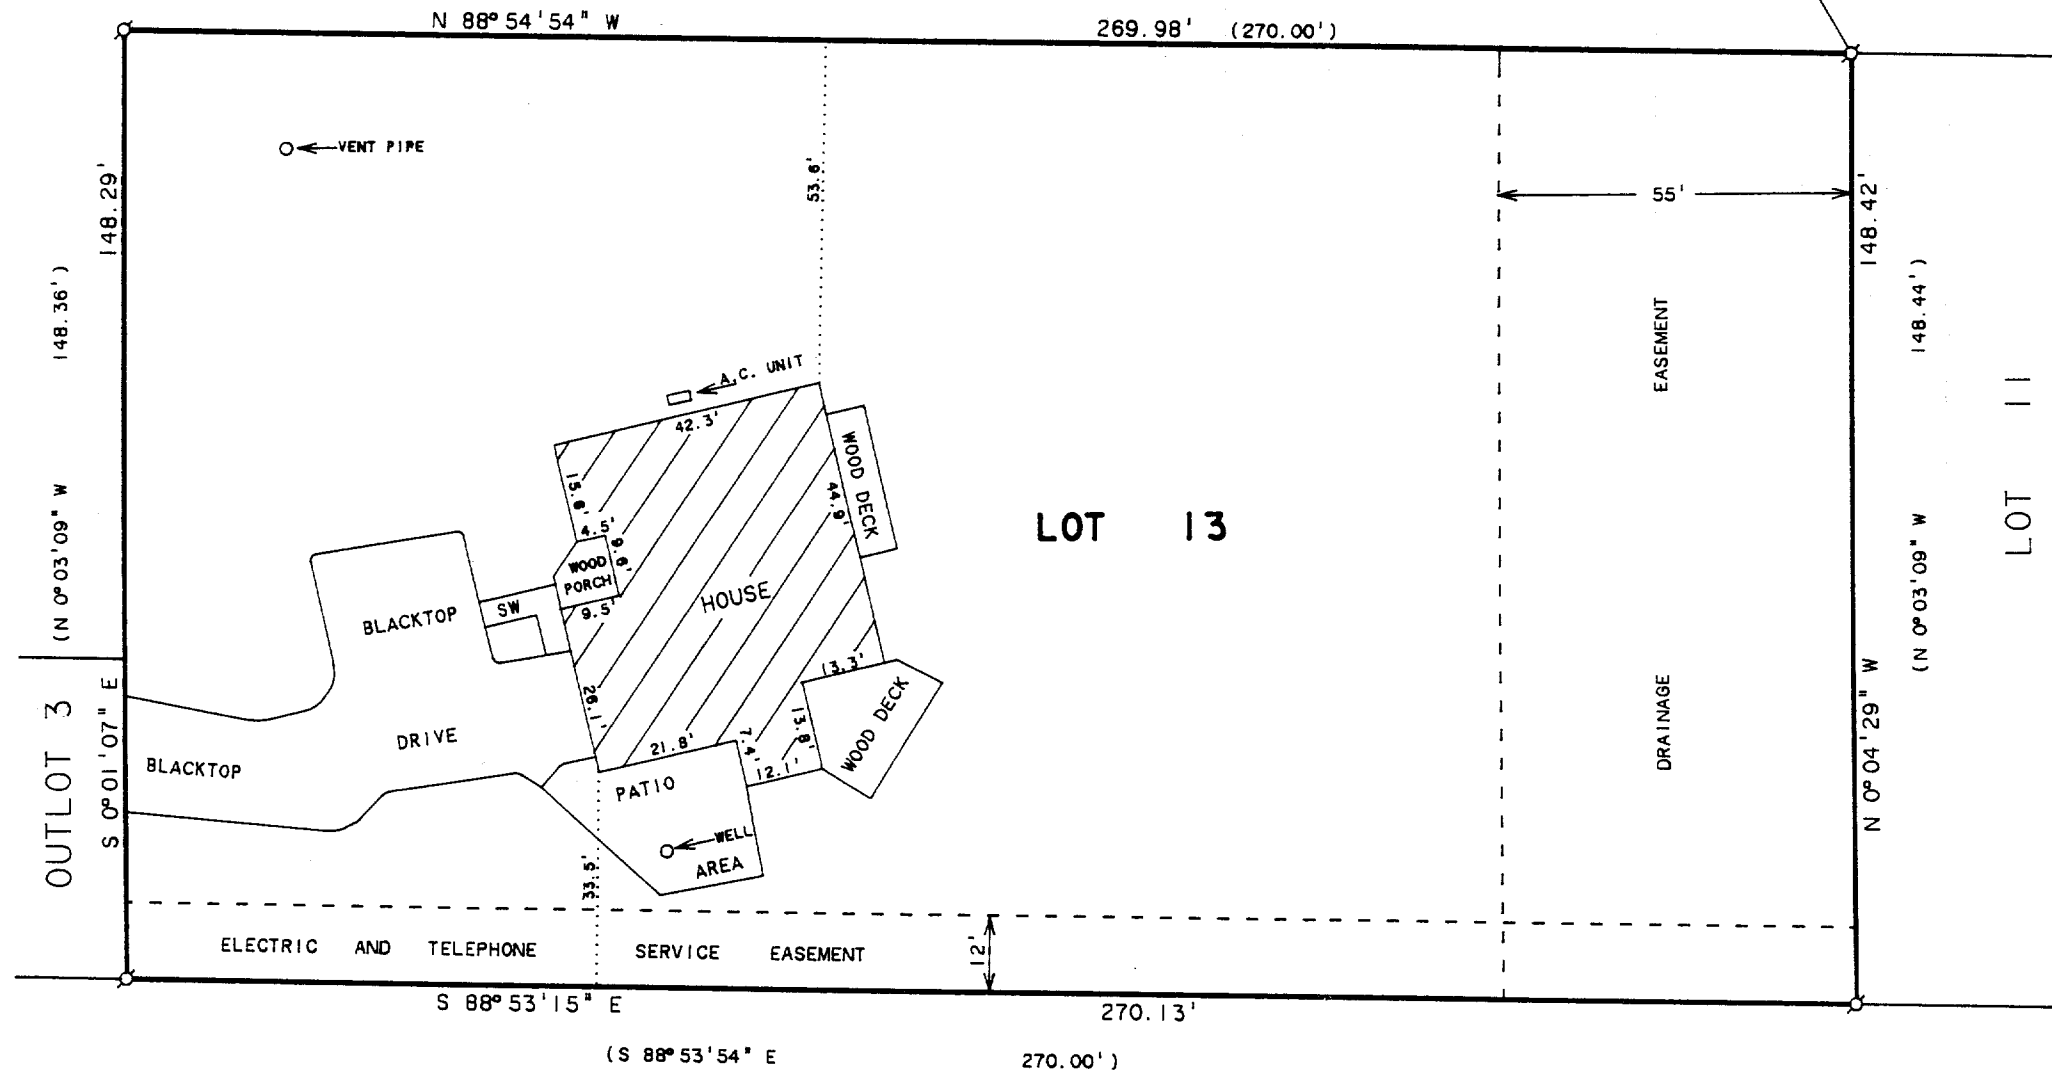 N 88° 54'54" W
269.98' (270.00')
VENT PIPE
148.29'
(N 0° 03'09" W 148.36')
53.6'
55'
148.42'
(N 0° 03'09" W 148.44')
EASEMENT
LOT 11
A.C. UNIT
42.3'
WOOD DECK
44.9'
4.5'
9.6'
WOOD
PORCH
9.5'
LOT 13
HOUSE
SW
BLACKTOP
13.3'
26.1'
13.8'
WOOD DECK
7.4'
21.8'
12.1'
DRIVE
BLACKTOP
PATIO
WELL
AREA
OUTLOT 3
S 0° 01'07" E
33.5'
DRAINAGE
N 0° 04'29" W
ELECTRIC AND TELEPHONE SERVICE EASEMENT
12'
S 88° 53'15" E
270.13'
(S 88° 53'54" E 270.00')